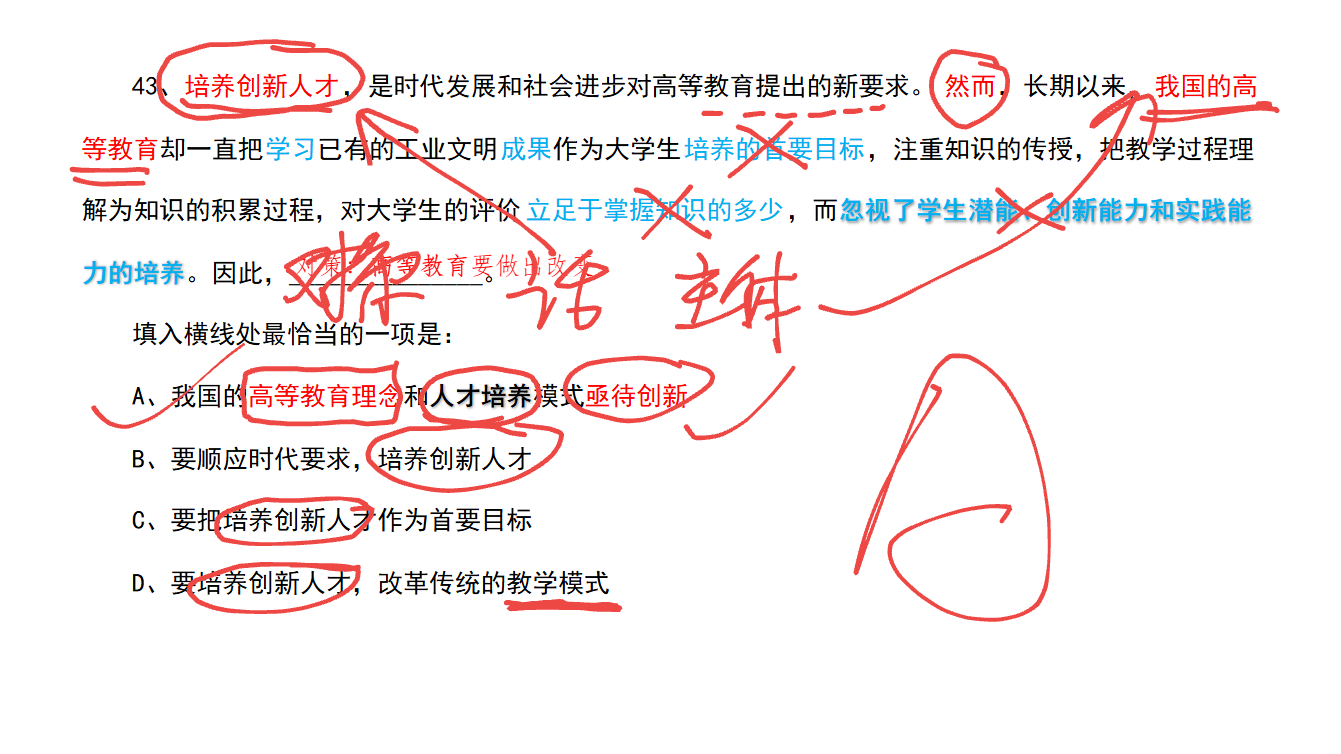 43、培养创新人才，是时代发展和社会进步对高等教育提出的新要求。然而，长期以来，我国的高
等教育却一直把学习已有的工业文明成果作为大学生培养的首要目标，注重知识的传授，把教学过程理
解为知识的积累过程，对大学生的评价立足于掌握知识的多少，而忽视了学生潜能、创新能力和实践能
力的培养。因此，________________。
对策：高等教育要做出改变
对策 话 主体
填入横线处最恰当的一项是：
A、我国的高等教育理念和人才培养模式亟待创新
B、要顺应时代要求，培养创新人才
C、要把培养创新人才作为首要目标
D、要培养创新人才，改革传统的教学模式
A